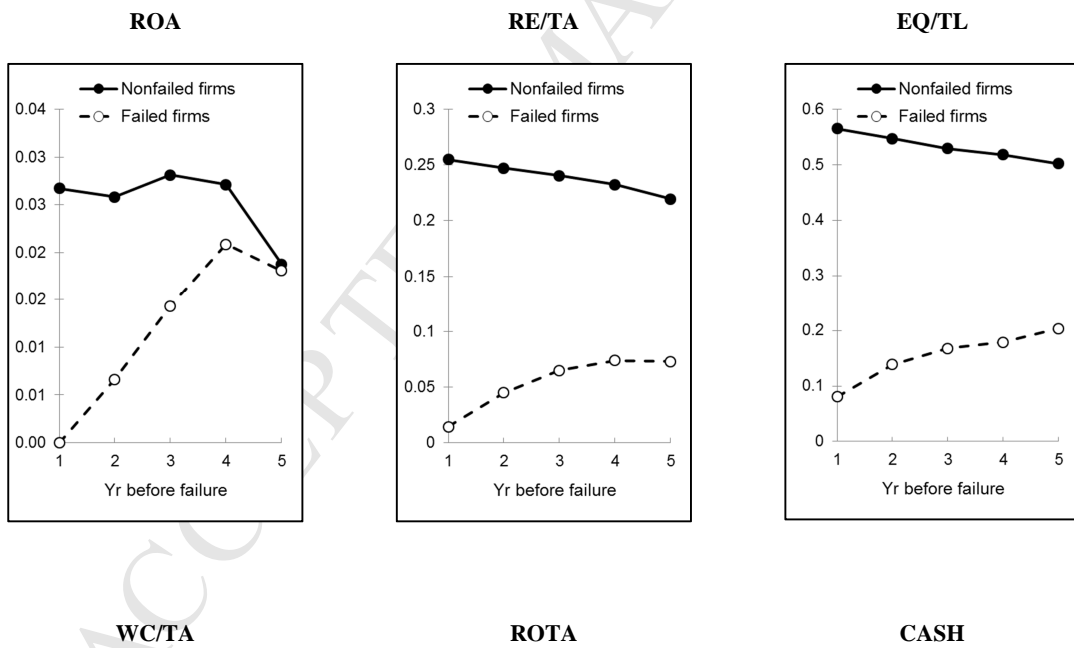 ROA
RE/TA
EQ/TL
Nonfailed firms
Failed firms
0.04
0.03
0.03
0.02
0.02
0.01
0.01
0.00
1 2 3 4 5
Yr before failure
Nonfailed firms
Failed firms
0.3
0.25
0.2
0.15
0.1
0.05
0
1 2 3 4 5
Yr before failure
Nonfailed firms
Failed firms
0.6
0.5
0.4
0.3
0.2
0.1
0
1 2 3 4 5
Yr before failure
WC/TA
ROTA
CASH